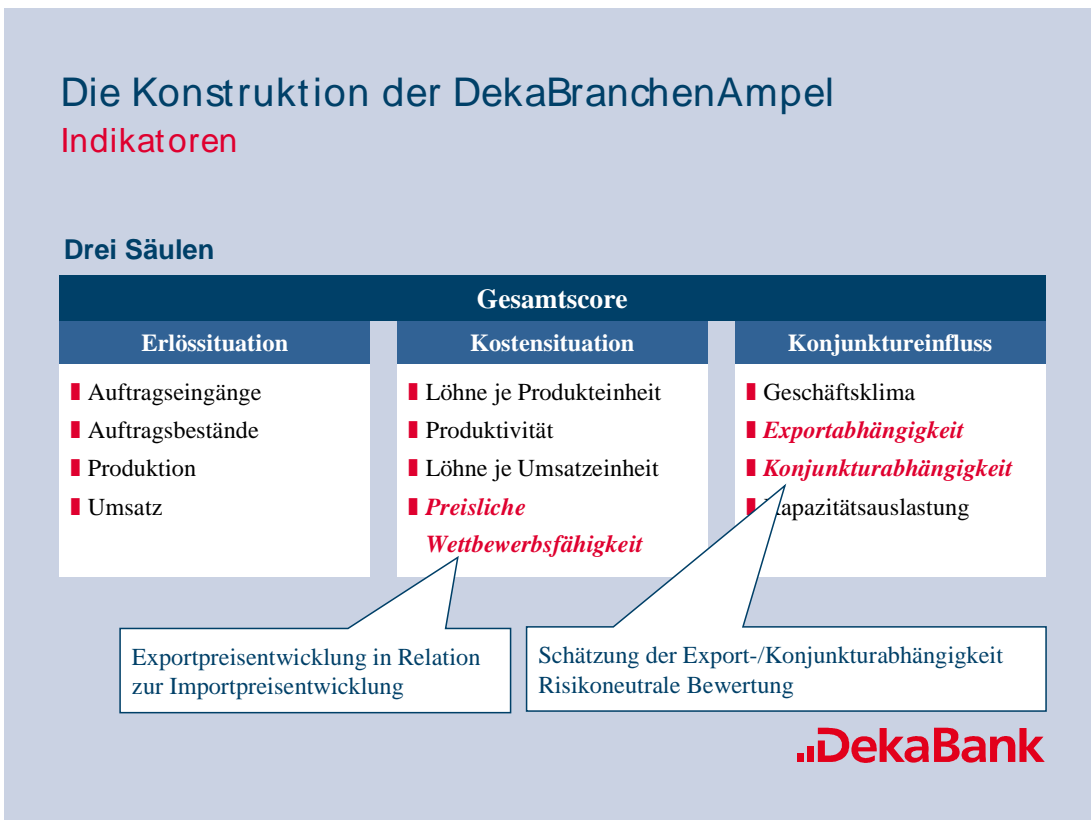 Die Konstruktion der DekaBranchenAmpel
Indikatoren
Drei Säulen
Gesamtscore
Erlössituation
Auftragseingänge
Auftragsbestände
Produktion
Umsatz
Kostensituation
Löhne je Produkteinheit
Produktivität
Löhne je Umsatzeinheit
Preisliche
Wettbewerbsfähigkeit
Konjunktureinfluss
Geschäftsklima
Exportabhängigkeit
Konjunkturabhängigkeit
Kapazitätsauslastung
Exportpreisentwicklung in Relation
zur Importpreisentwicklung
Schätzung der Export-/Konjunkturabhängigkeit
Risikoneutrale Bewertung
DekaBank